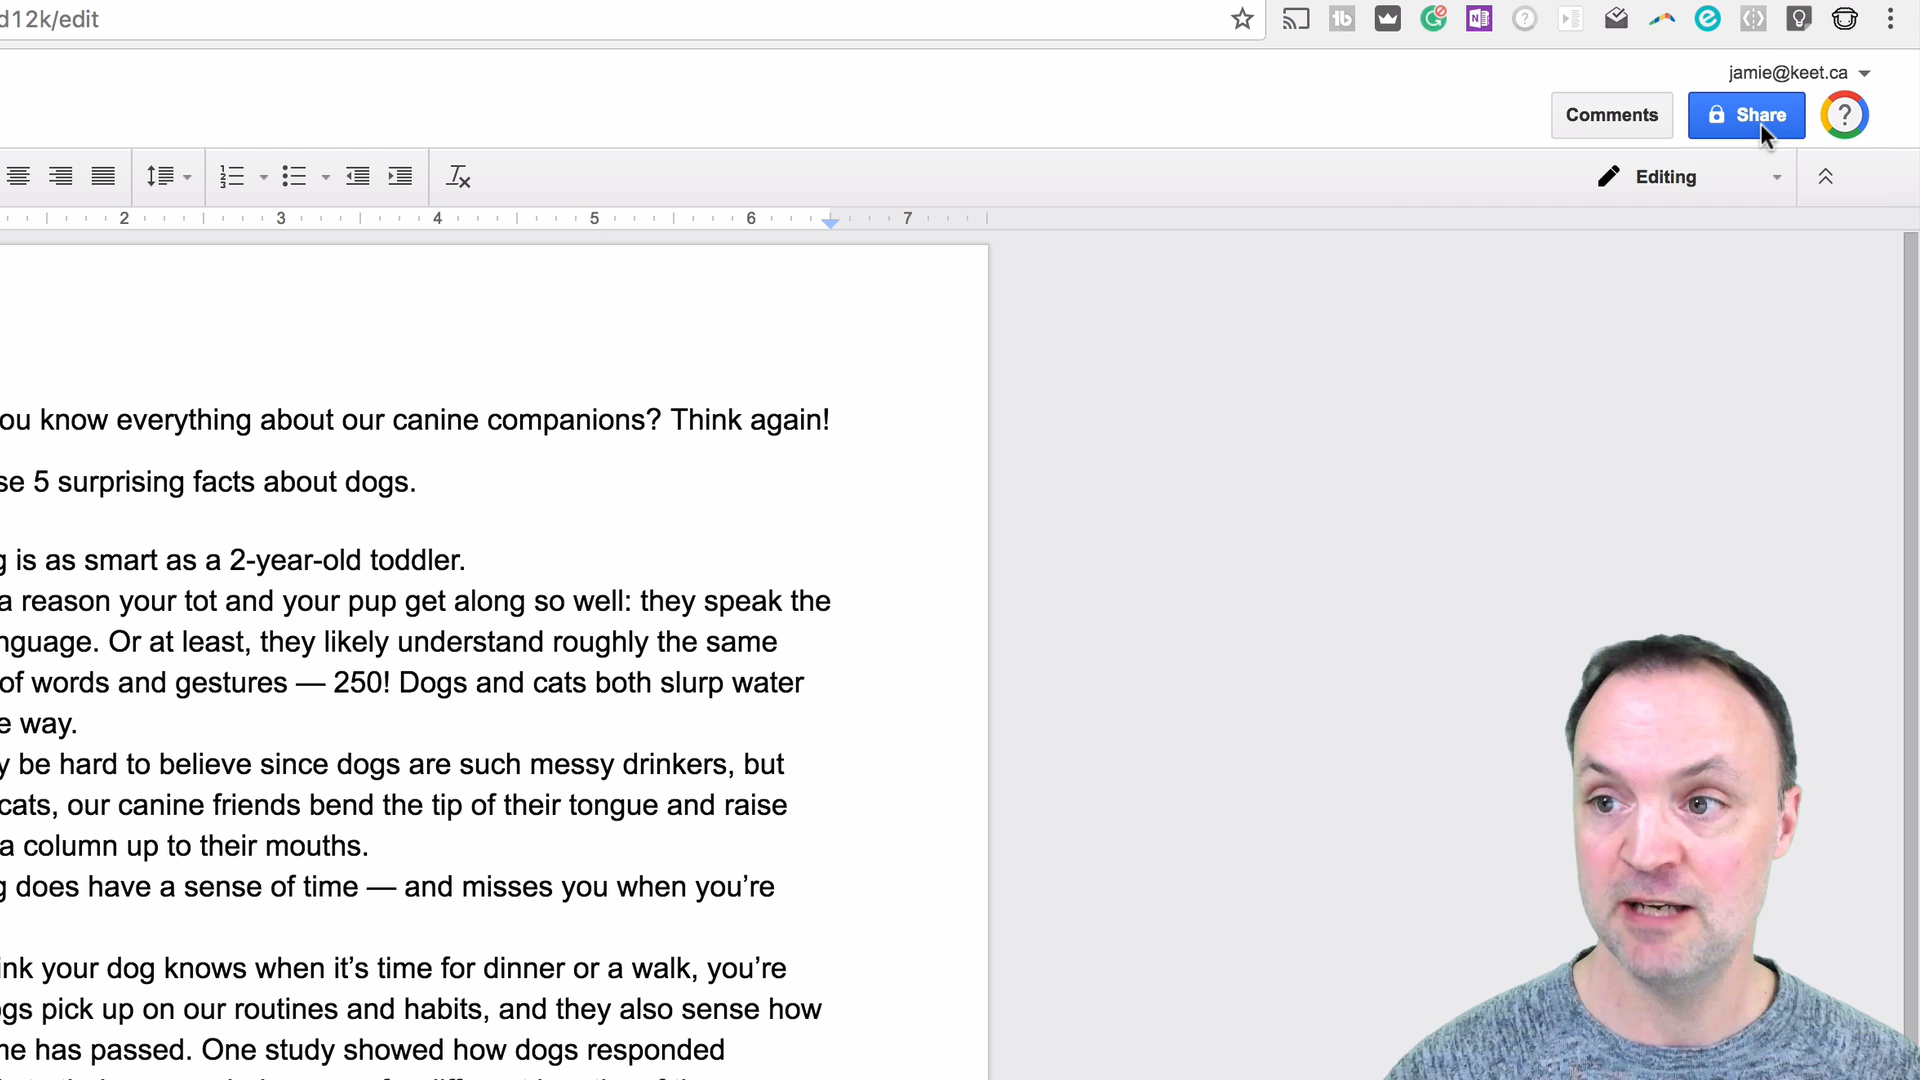 d12k/edit
jamie@keet.ca
Comments
Share
?
Editing
2 3 4 5 6 7
ou know everything about our canine companions? Think again!
se 5 surprising facts about dogs.
g is as smart as a 2-year-old toddler.
a reason your tot and your pup get along so well: they speak the
nguage. Or at least, they likely understand roughly the same
of words and gestures — 250! Dogs and cats both slurp water
e way.
y be hard to believe since dogs are such messy drinkers, but
cats, our canine friends bend the tip of their tongue and raise
a column up to their mouths.
g does have a sense of time — and misses you when you’re
ink your dog knows when it’s time for dinner or a walk, you’re
ogs pick up on our routines and habits, and they also sense how
ne has passed. One study showed how dogs responded